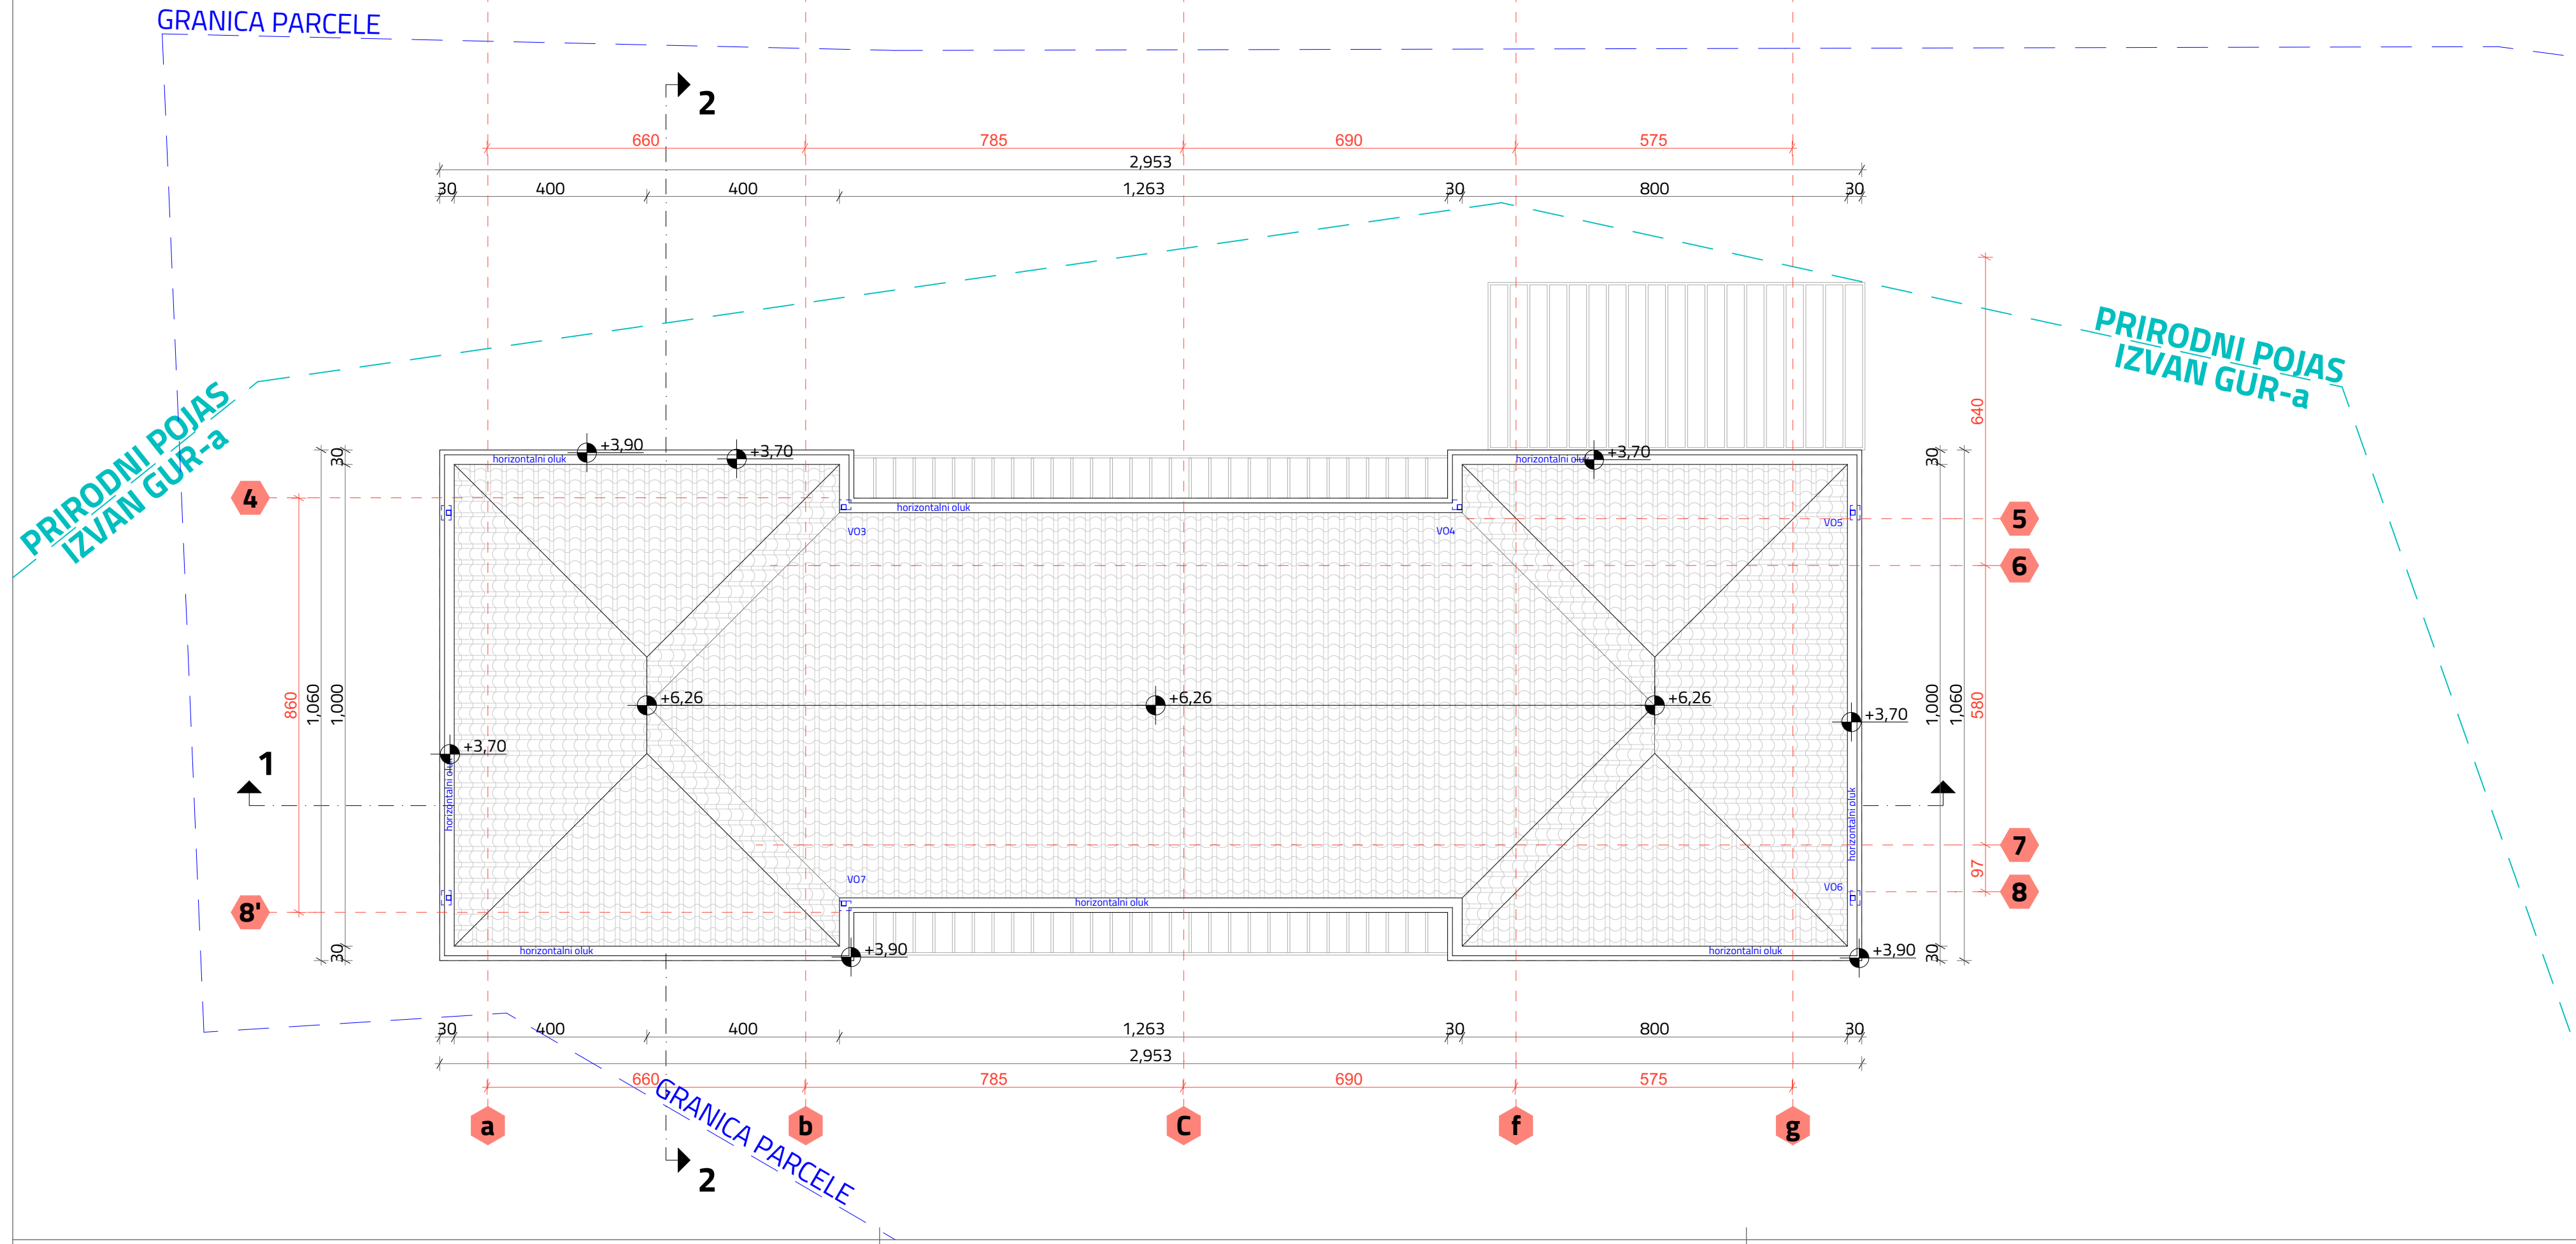 GRANICA PARCELE
2
660
785
690
575
2,953
30
400
400
1,263
30
800
30
PRIRODNI POJAS
IZVAN GUR-a
PRIRODNI POJAS
IZVAN GUR-a
640
30
horizontalni oluk
+3,90
+3,70
horizontalni oluk
+3,70
30
4
horizontalni oluk
VO3
VO4
VO5
5
6
860
1,060
1,000
+6,26
+6,26
+6,26
+3,70
1,000
1,060
580
1
+3,70
horizontalni oluk
horizontalni oluk
7
97
VO7
VO6
8
8'
horizontalni oluk
30
horizontalni oluk
+3,90
horizontalni oluk
+3,90
30
30
400
400
1,263
30
800
30
2,953
660
785
690
575
GRANICA PARCELE
a
b
C
f
g
2